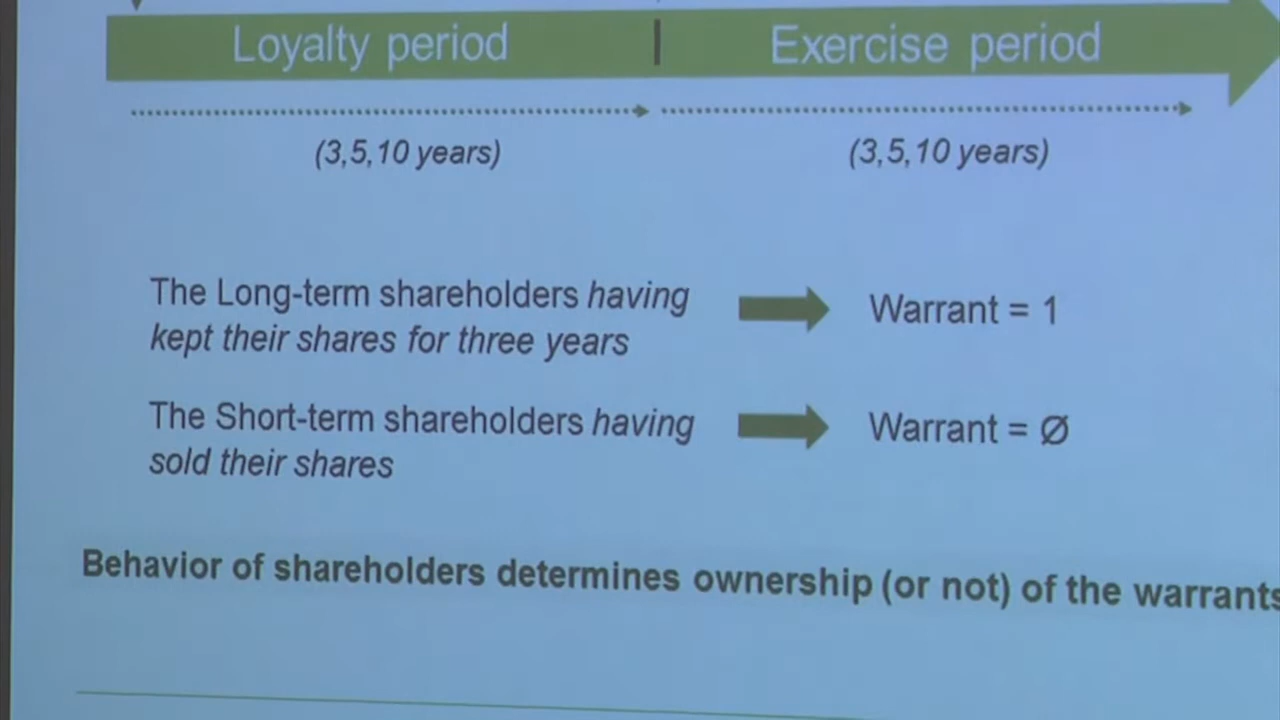 Loyalty period | Exercise period
(3,5,10 years) (3,5,10 years)
The Long-term shareholders having
kept their shares for three years
Warrant = 1
The Short-term shareholders having
sold their shares
Warrant = Ø
Behavior of shareholders determines ownership (or not) of the warrants